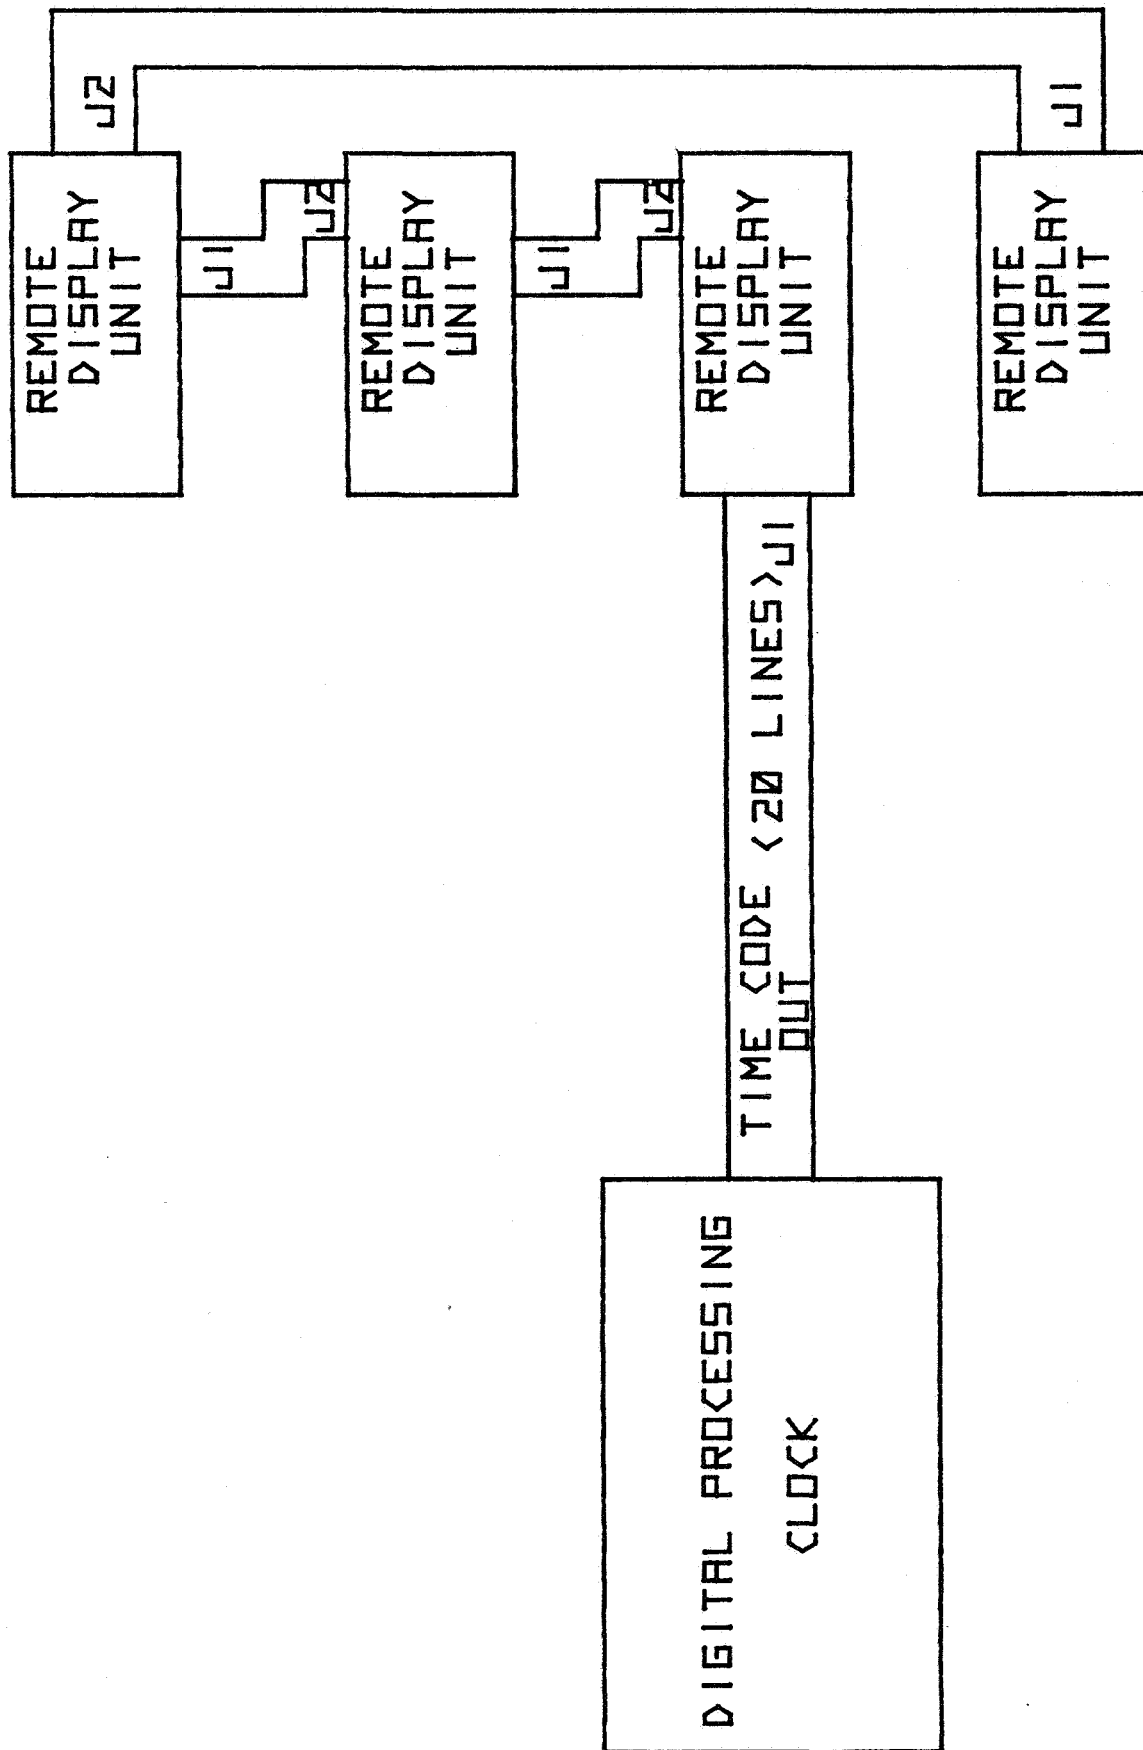 REMOTE
DISPLAY
UNIT
J2
J1
J2
REMOTE
DISPLAY
UNIT
J1
J2
DIGITAL PROCESSING
CLOCK
TIME CODE <20 LINES>
OUT
J1
REMOTE
DISPLAY
UNIT
REMOTE
DISPLAY
UNIT
J1